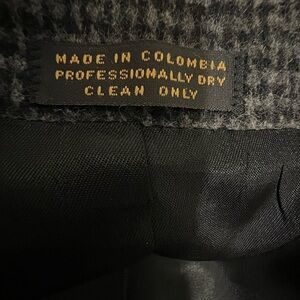 MADE IN COLOMBIA
PROFESSIONALLY DRY
CLEAN ONLY